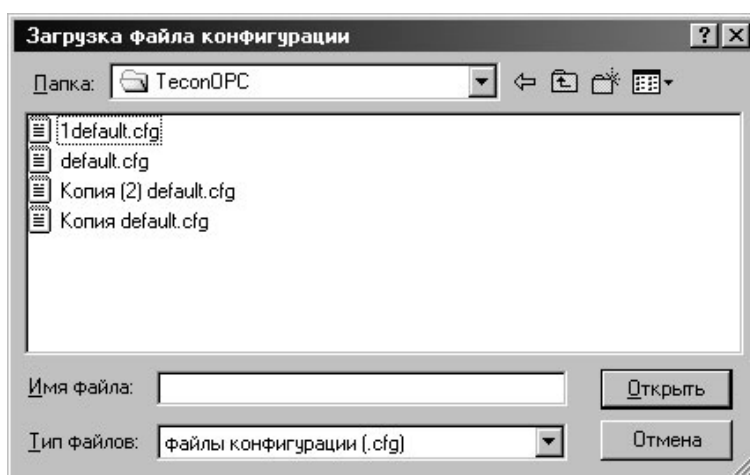 Загрузка файла конфигурации
Папка: TeconOPC
1default.cfg
default.cfg
Копия (2) default.cfg
Копия default.cfg
Имя файла: Открыть
Тип файлов: файлы конфигурации (.cfg) Отмена